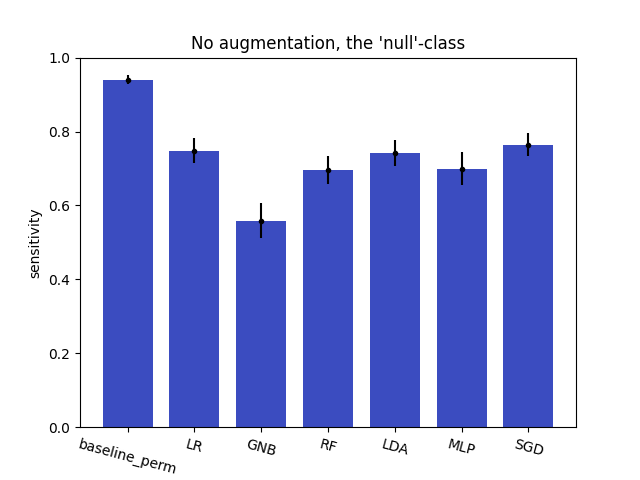 No augmentation, the 'null'-class
1.0
0.8
0.6
0.4
0.2
0.0
sensitivity
baseline_perm
LR
GNB
RF
LDA
MLP
SGD